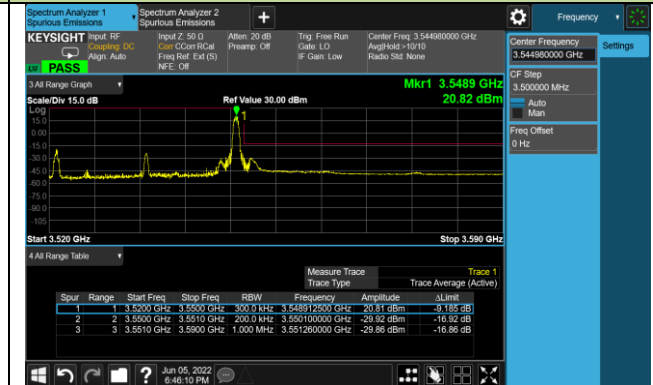 Spectrum Analyzer 1
Spurious Emissions
Spectrum Analyzer 2
Spurious Emissions
+
Frequency
KEYSIGHT
Input: RF
Coupling: DC
Align: Auto
Input Z: 50 Ω
Corr CCorr RCal
Freq Ref: Ext (S)
NFE: Off
Atten: 20 dB
Preamp: Off
Trig: Free Run
Gate: LO
IF Gain: Low
Center Freq: 3.544980000 GHz
Avg|Hold:>10/10
Radio Std: None
PASS
Center Frequency
3.544980000 GHz
Settings
CF Step
3.500000 MHz
Auto
Man
Freq Offset
0 Hz
3 All Range Graph
Mkr1 3.5489 GHz
20.82 dBm
Scale/Div 15.0 dB
Ref Value 30.00 dBm
Log
15.0
0.00
-15.0
-30.0
-45.0
-60.0
-75.0
-90.0
-105
1
Start 3.520 GHz
Stop 3.590 GHz
4 All Range Table
Measure Trace Trace 1
Trace Type Trace Average (Active)
Spur Range Start Freq Stop Freq RBW Frequency Amplitude ΔLimit
1 1 3.5200 GHz 3.5500 GHz 300.0 kHz 3.548912500 GHz 20.81 dBm -9.185 dB
2 2 3.5500 GHz 3.5510 GHz 200.0 kHz 3.550100000 GHz -29.92 dBm -16.92 dB
3 3 3.5510 GHz 3.5900 GHz 1.000 MHz 3.551260000 GHz -29.86 dBm -16.86 dB
?
Jun 05, 2022
6:46:10 PM